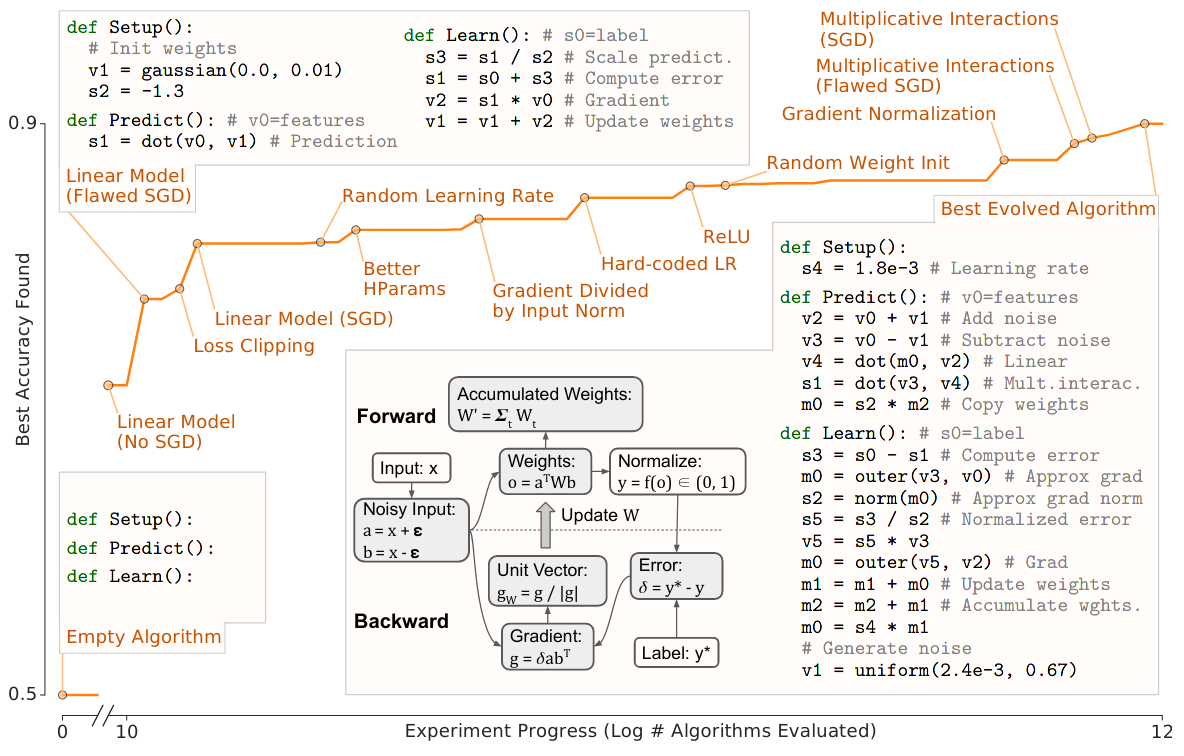 def Setup():
# Init weights
v1 = gaussian(0.0, 0.01)
s2 = -1.3
def Predict(): # v0=features
s1 = dot(v0, v1) # Prediction
def Learn(): # s0=label
s3 = s1 / s2 # Scale predict.
s1 = s0 + s3 # Compute error
v2 = s1 * v0 # Gradient
v1 = v1 + v2 # Update weights
Multiplicative Interactions
(SGD)
Multiplicative Interactions
(Flawed SGD)
Gradient Normalization
0.9
Linear Model
(Flawed SGD)
Random Learning Rate
Random Weight Init
Best Evolved Algorithm
ReLU
Hard-coded LR
Better
HParams
Gradient Divided
by Input Norm
Linear Model (SGD)
Loss Clipping
Linear Model
(No SGD)
Best Accuracy Found
def Setup():
def Predict():
def Learn():
Empty Algorithm
Forward
Accumulated Weights:
W' = Σt Wt
Input: x
Weights:
o = aᵀWb
Normalize:
y = f(o) ∈ (0, 1)
Noisy Input:
a = x + ε
b = x - ε
Update W
Unit Vector:
gW = g / |g|
Error:
δ = y* - y
Backward
Gradient:
g = δabᵀ
Label: y*
def Setup():
s4 = 1.8e-3 # Learning rate
def Predict(): # v0=features
v2 = v0 + v1 # Add noise
v3 = v0 - v1 # Subtract noise
v4 = dot(m0, v2) # Linear
s1 = dot(v3, v4) # Mult.interac.
m0 = s2 * m2 # Copy weights
def Learn(): # s0=label
s3 = s0 - s1 # Compute error
m0 = outer(v3, v0) # Approx grad
s2 = norm(m0) # Approx grad norm
s5 = s3 / s2 # Normalized error
v5 = s5 * v3
m0 = outer(v5, v2) # Grad
m1 = m1 + m0 # Update weights
m2 = m2 + m1 # Accumulate wghts.
m0 = s4 * m1
# Generate noise
v1 = uniform(2.4e-3, 0.67)
0.5
0
10
Experiment Progress (Log # Algorithms Evaluated)
12